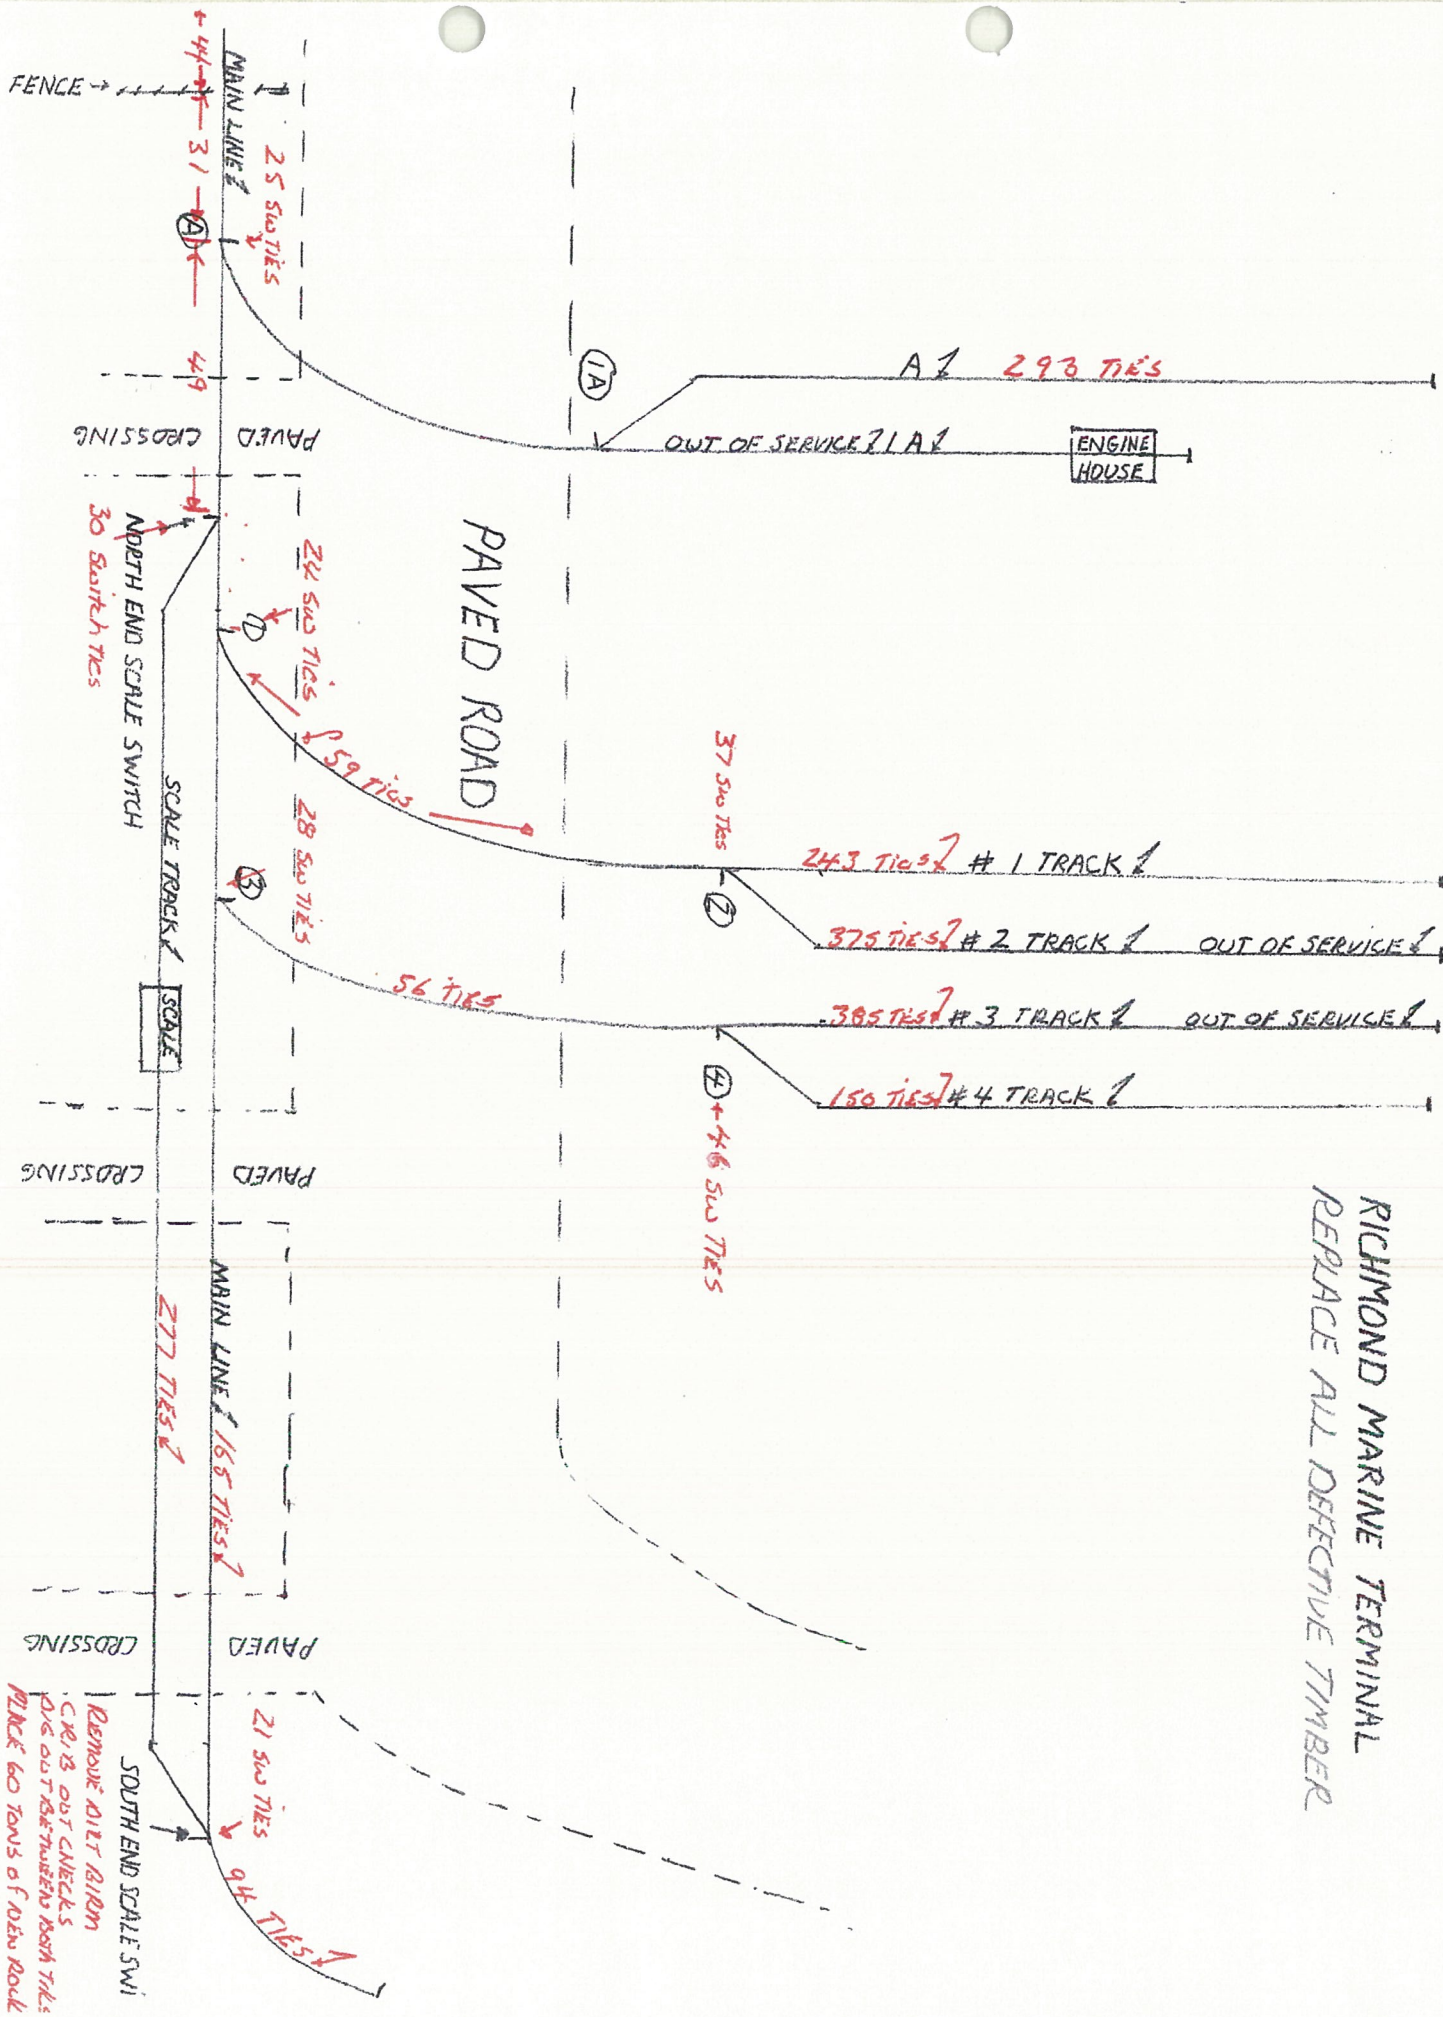 RICHMOND MARINE TERMINAL
REPLACE ALL DEFECTIVE TIMBER
FENCE →
44
31
MAIN LINE
25 SW TIES
A
49
1A
A 293 TIES
OUT OF SERVICE 1A
ENGINE
HOUSE
PAVED CROSSING
NORTH END SCALE SWITCH
30 Switch TIES
24 SW TIES
1
59 TIES
PAVED ROAD
37 SW TIES
2
243 TIES # 1 TRACK
375 TIES # 2 TRACK OUT OF SERVICE
28 SW TIES
3
56 TIES
385 TIES # 3 TRACK OUT OF SERVICE
4
46 SW TIES
150 TIES # 4 TRACK
SCALE TRACK
SCALE
PAVED CROSSING
MAIN LINE 165 TIES
277 TIES
PAVED CROSSING
21 SW TIES
94 TIES
SOUTH END SCALE SWI
REMOVE DIRT BIRM
CRIB OUT CHECKS
DIG OUT BETWEEN BOTH TRKS
PLACE 60 TONS OF NEW ROCK